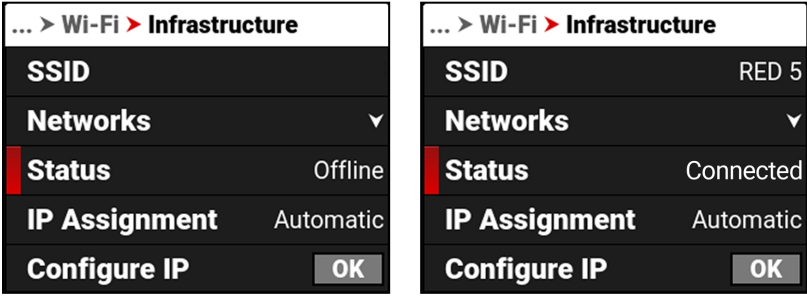 ... > Wi-Fi > Infrastructure
SSID
Networks
Status Offline
IP Assignment Automatic
Configure IP OK
... > Wi-Fi > Infrastructure
SSID RED 5
Networks
Status Connected
IP Assignment Automatic
Configure IP OK